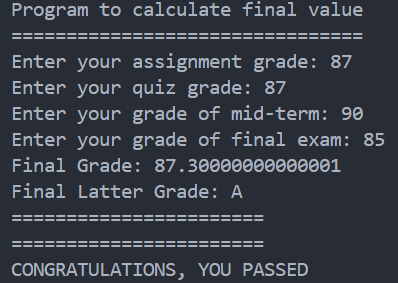 Program to calculate final value
================================
Enter your assignment grade: 87
Enter your quiz grade: 87
Enter your grade of mid-term: 90
Enter your grade of final exam: 85
Final Grade: 87.30000000000001
Final Latter Grade: A
=======================
=======================
CONGRATULATIONS, YOU PASSED